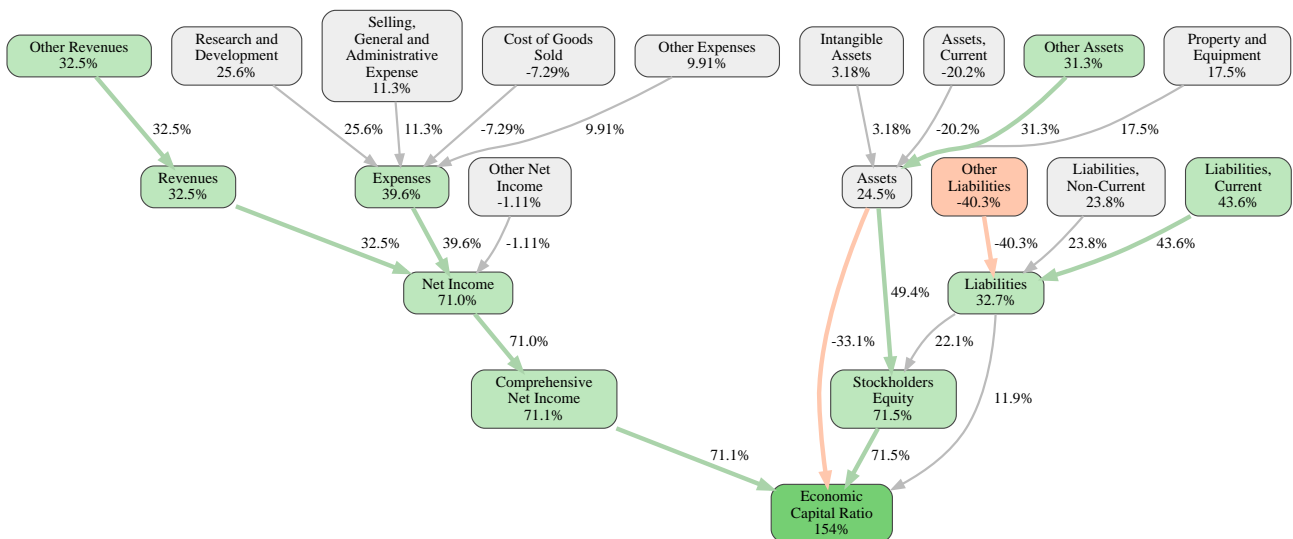 Other Revenues
32.5%
Research and
Development
25.6%
Selling,
General and
Administrative
Expense
11.3%
Cost of Goods
Sold
-7.29%
Other Expenses
9.91%
Intangible
Assets
3.18%
Assets,
Current
-20.2%
Other Assets
31.3%
Property and
Equipment
17.5%
32.5%
25.6%
11.3%
-7.29%
9.91%
3.18%
-20.2%
31.3%
17.5%
Revenues
32.5%
Expenses
39.6%
Other Net
Income
-1.11%
Assets
24.5%
Other
Liabilities
-40.3%
Liabilities,
Non-Current
23.8%
Liabilities,
Current
43.6%
32.5%
39.6%
-1.11%
-40.3%
23.8%
43.6%
Net Income
71.0%
49.4%
Liabilities
32.7%
71.0%
-33.1%
22.1%
Comprehensive
Net Income
71.1%
Stockholders
Equity
71.5%
11.9%
71.1%
71.5%
Economic
Capital Ratio
154%